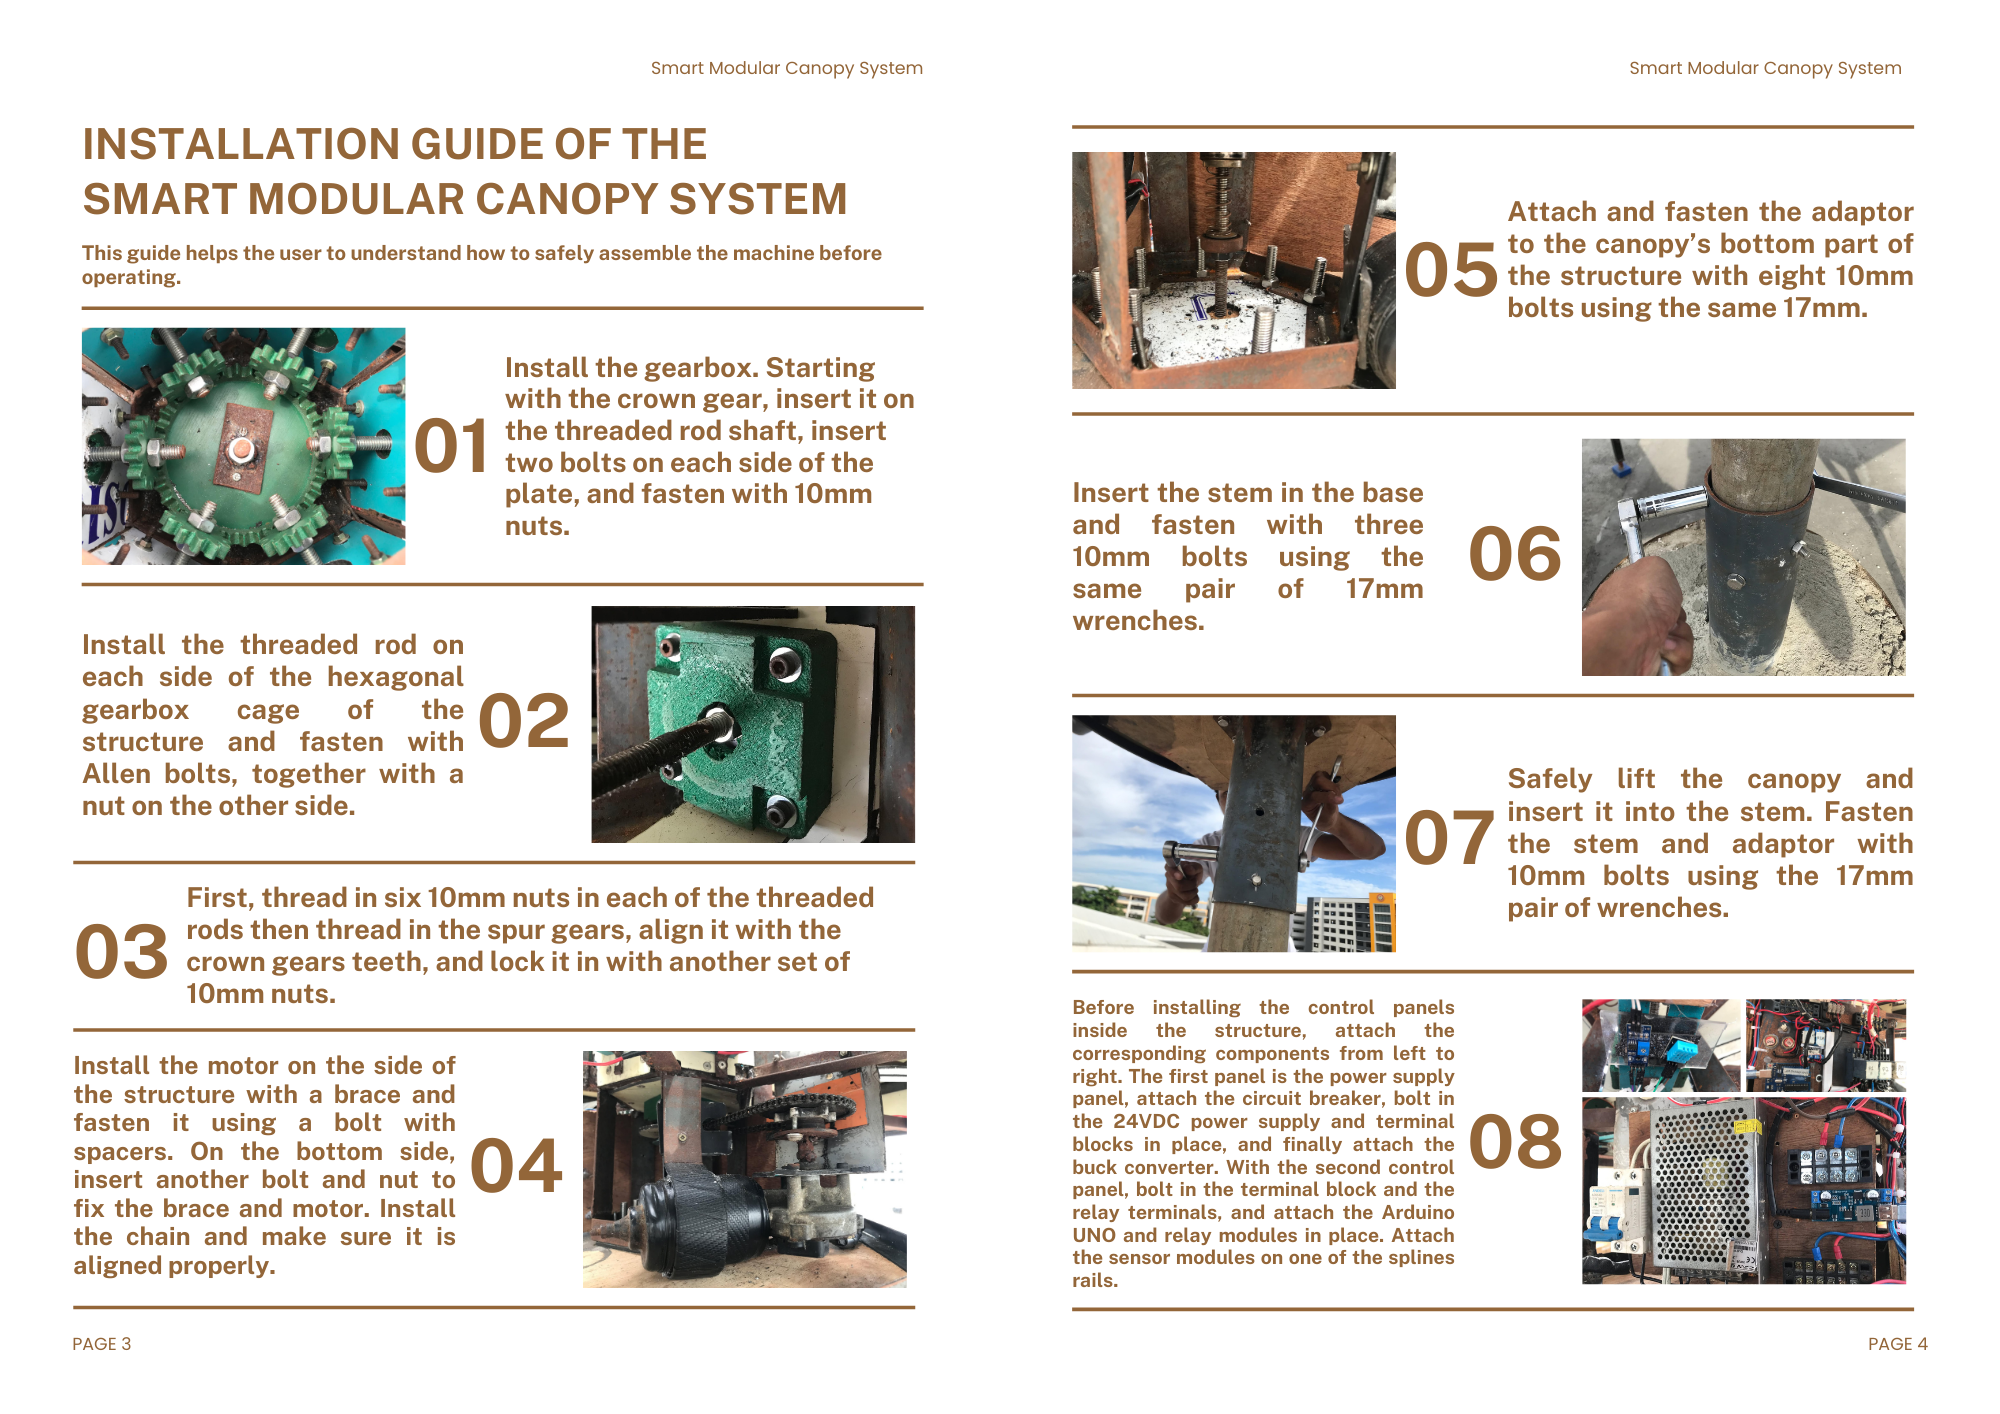 Smart Modular Canopy System
INSTALLATION GUIDE OF THE
SMART MODULAR CANOPY SYSTEM
This guide helps the user to understand how to safely assemble the machine before
operating.
01
Install the gearbox. Starting
with the crown gear, insert it on
the threaded rod shaft, insert
two bolts on each side of the
plate, and fasten with 10mm
nuts.
Install the threaded rod on
each side of the hexagonal
gearbox cage of the
structure and fasten with
Allen bolts, together with a
nut on the other side.
02
03
First, thread in six 10mm nuts in each of the threaded
rods then thread in the spur gears, align it with the
crown gears teeth, and lock it in with another set of
10mm nuts.
Install the motor on the side of
the structure with a brace and
fasten it using a bolt with
spacers. On the bottom side,
insert another bolt and nut to
fix the brace and motor. Install
the chain and make sure it is
aligned properly.
04
PAGE 3
Smart Modular Canopy System
05
Attach and fasten the adaptor
to the canopy’s bottom part of
the structure with eight 10mm
bolts using the same 17mm.
Insert the stem in the base
and fasten with three
10mm bolts using the
same pair of 17mm
wrenches.
06
07
Safely lift the canopy and
insert it into the stem. Fasten
the stem and adaptor with
10mm bolts using the 17mm
pair of wrenches.
Before installing the control panels
inside the structure, attach the
corresponding components from left to
right. The first panel is the power supply
panel, attach the circuit breaker, bolt in
the 24VDC power supply and terminal
blocks in place, and finally attach the
buck converter. With the second control
panel, bolt in the terminal block and the
relay terminals, and attach the Arduino
UNO and relay modules in place. Attach
the sensor modules on one of the splines
rails.
08
PAGE 4